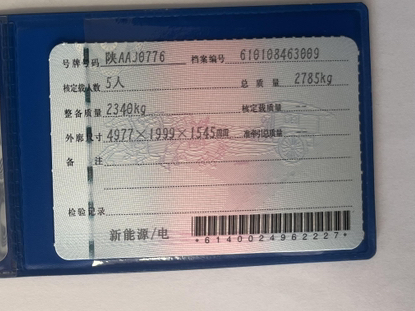 号牌号码 陕AAJ0776 档案编号 610108463009
核定载人数 5人 总质量 2785kg
整备质量 2340kg 核定载质量 --
外廓尺寸 4977×1999×1545mm 准牵引总质量 --
备注
检验记录
新能源/电
*6140024962227*